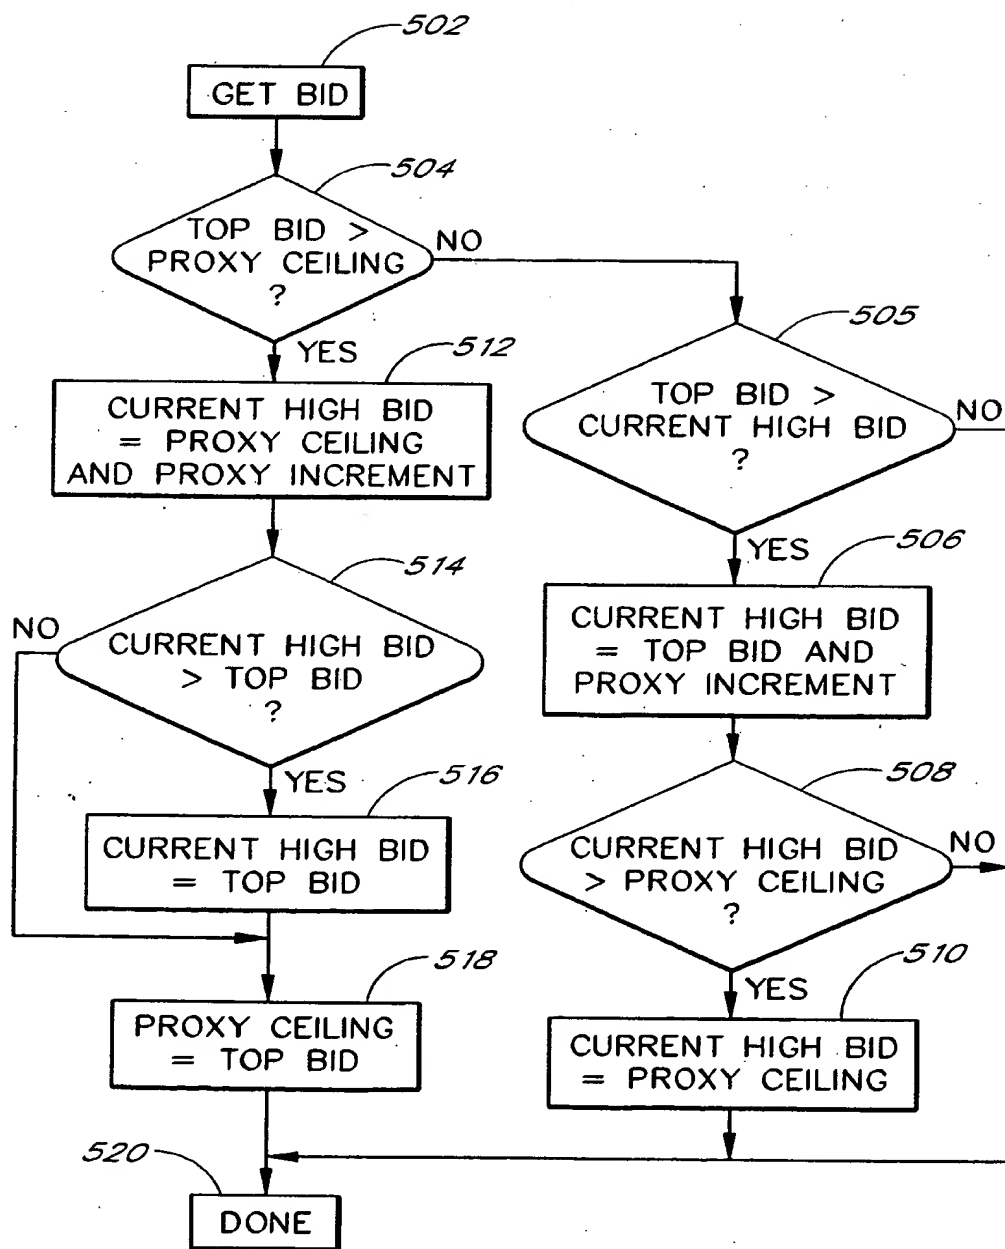 502
GET BID
504
TOP BID >
PROXY CEILING
?
NO
YES
505
TOP BID >
CURRENT HIGH BID
?
NO
YES
512
CURRENT HIGH BID
= PROXY CEILING
AND PROXY INCREMENT
506
CURRENT HIGH BID
= TOP BID AND
PROXY INCREMENT
514
NO
CURRENT HIGH BID
> TOP BID
?
YES
508
CURRENT HIGH BID
> PROXY CEILING
?
NO
YES
516
CURRENT HIGH BID
= TOP BID
510
CURRENT HIGH BID
= PROXY CEILING
518
PROXY CEILING
= TOP BID
520
DONE